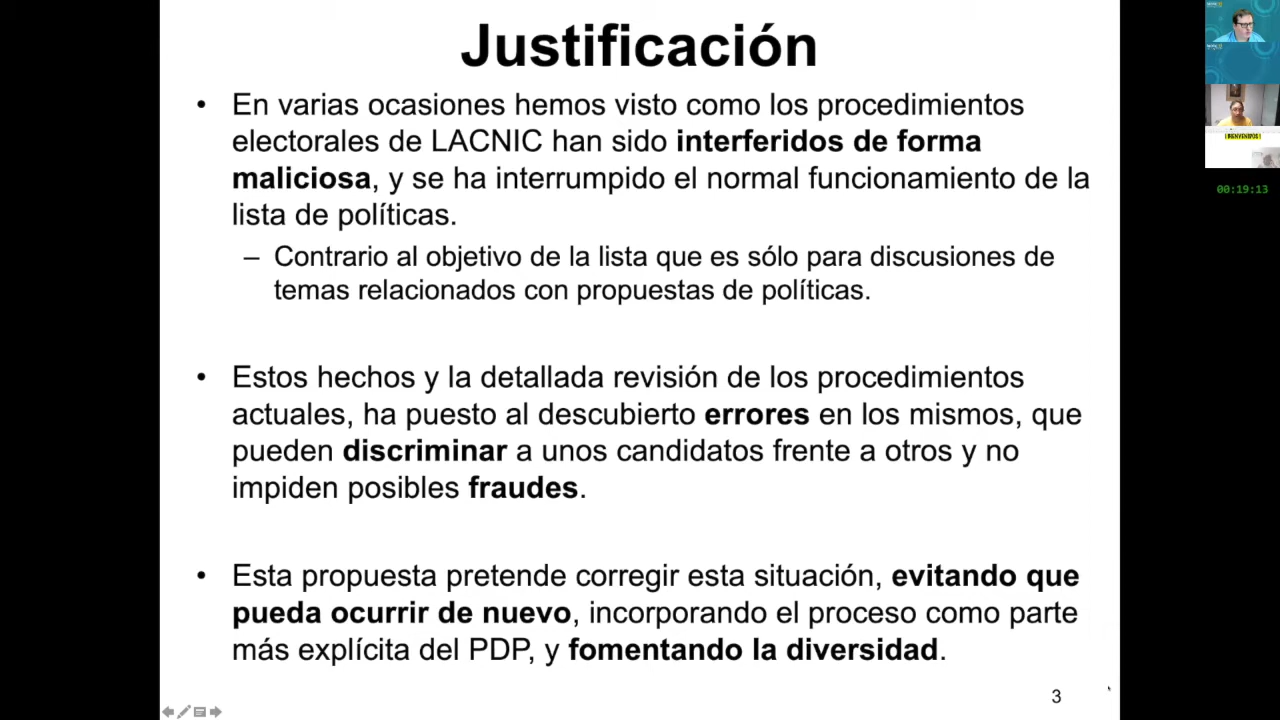 Justificación
• En varias ocasiones hemos visto como los procedimientos
electorales de LACNIC han sido interferidos de forma
maliciosa, y se ha interrumpido el normal funcionamiento de la
lista de políticas.
– Contrario al objetivo de la lista que es sólo para discusiones de
temas relacionados con propuestas de políticas.
• Estos hechos y la detallada revisión de los procedimientos
actuales, ha puesto al descubierto errores en los mismos, que
pueden discriminar a unos candidatos frente a otros y no
impiden posibles fraudes.
• Esta propuesta pretende corregir esta situación, evitando que
pueda ocurrir de nuevo, incorporando el proceso como parte
más explícita del PDP, y fomentando la diversidad.
3
¡BIENVENIDOS!
00:19:13